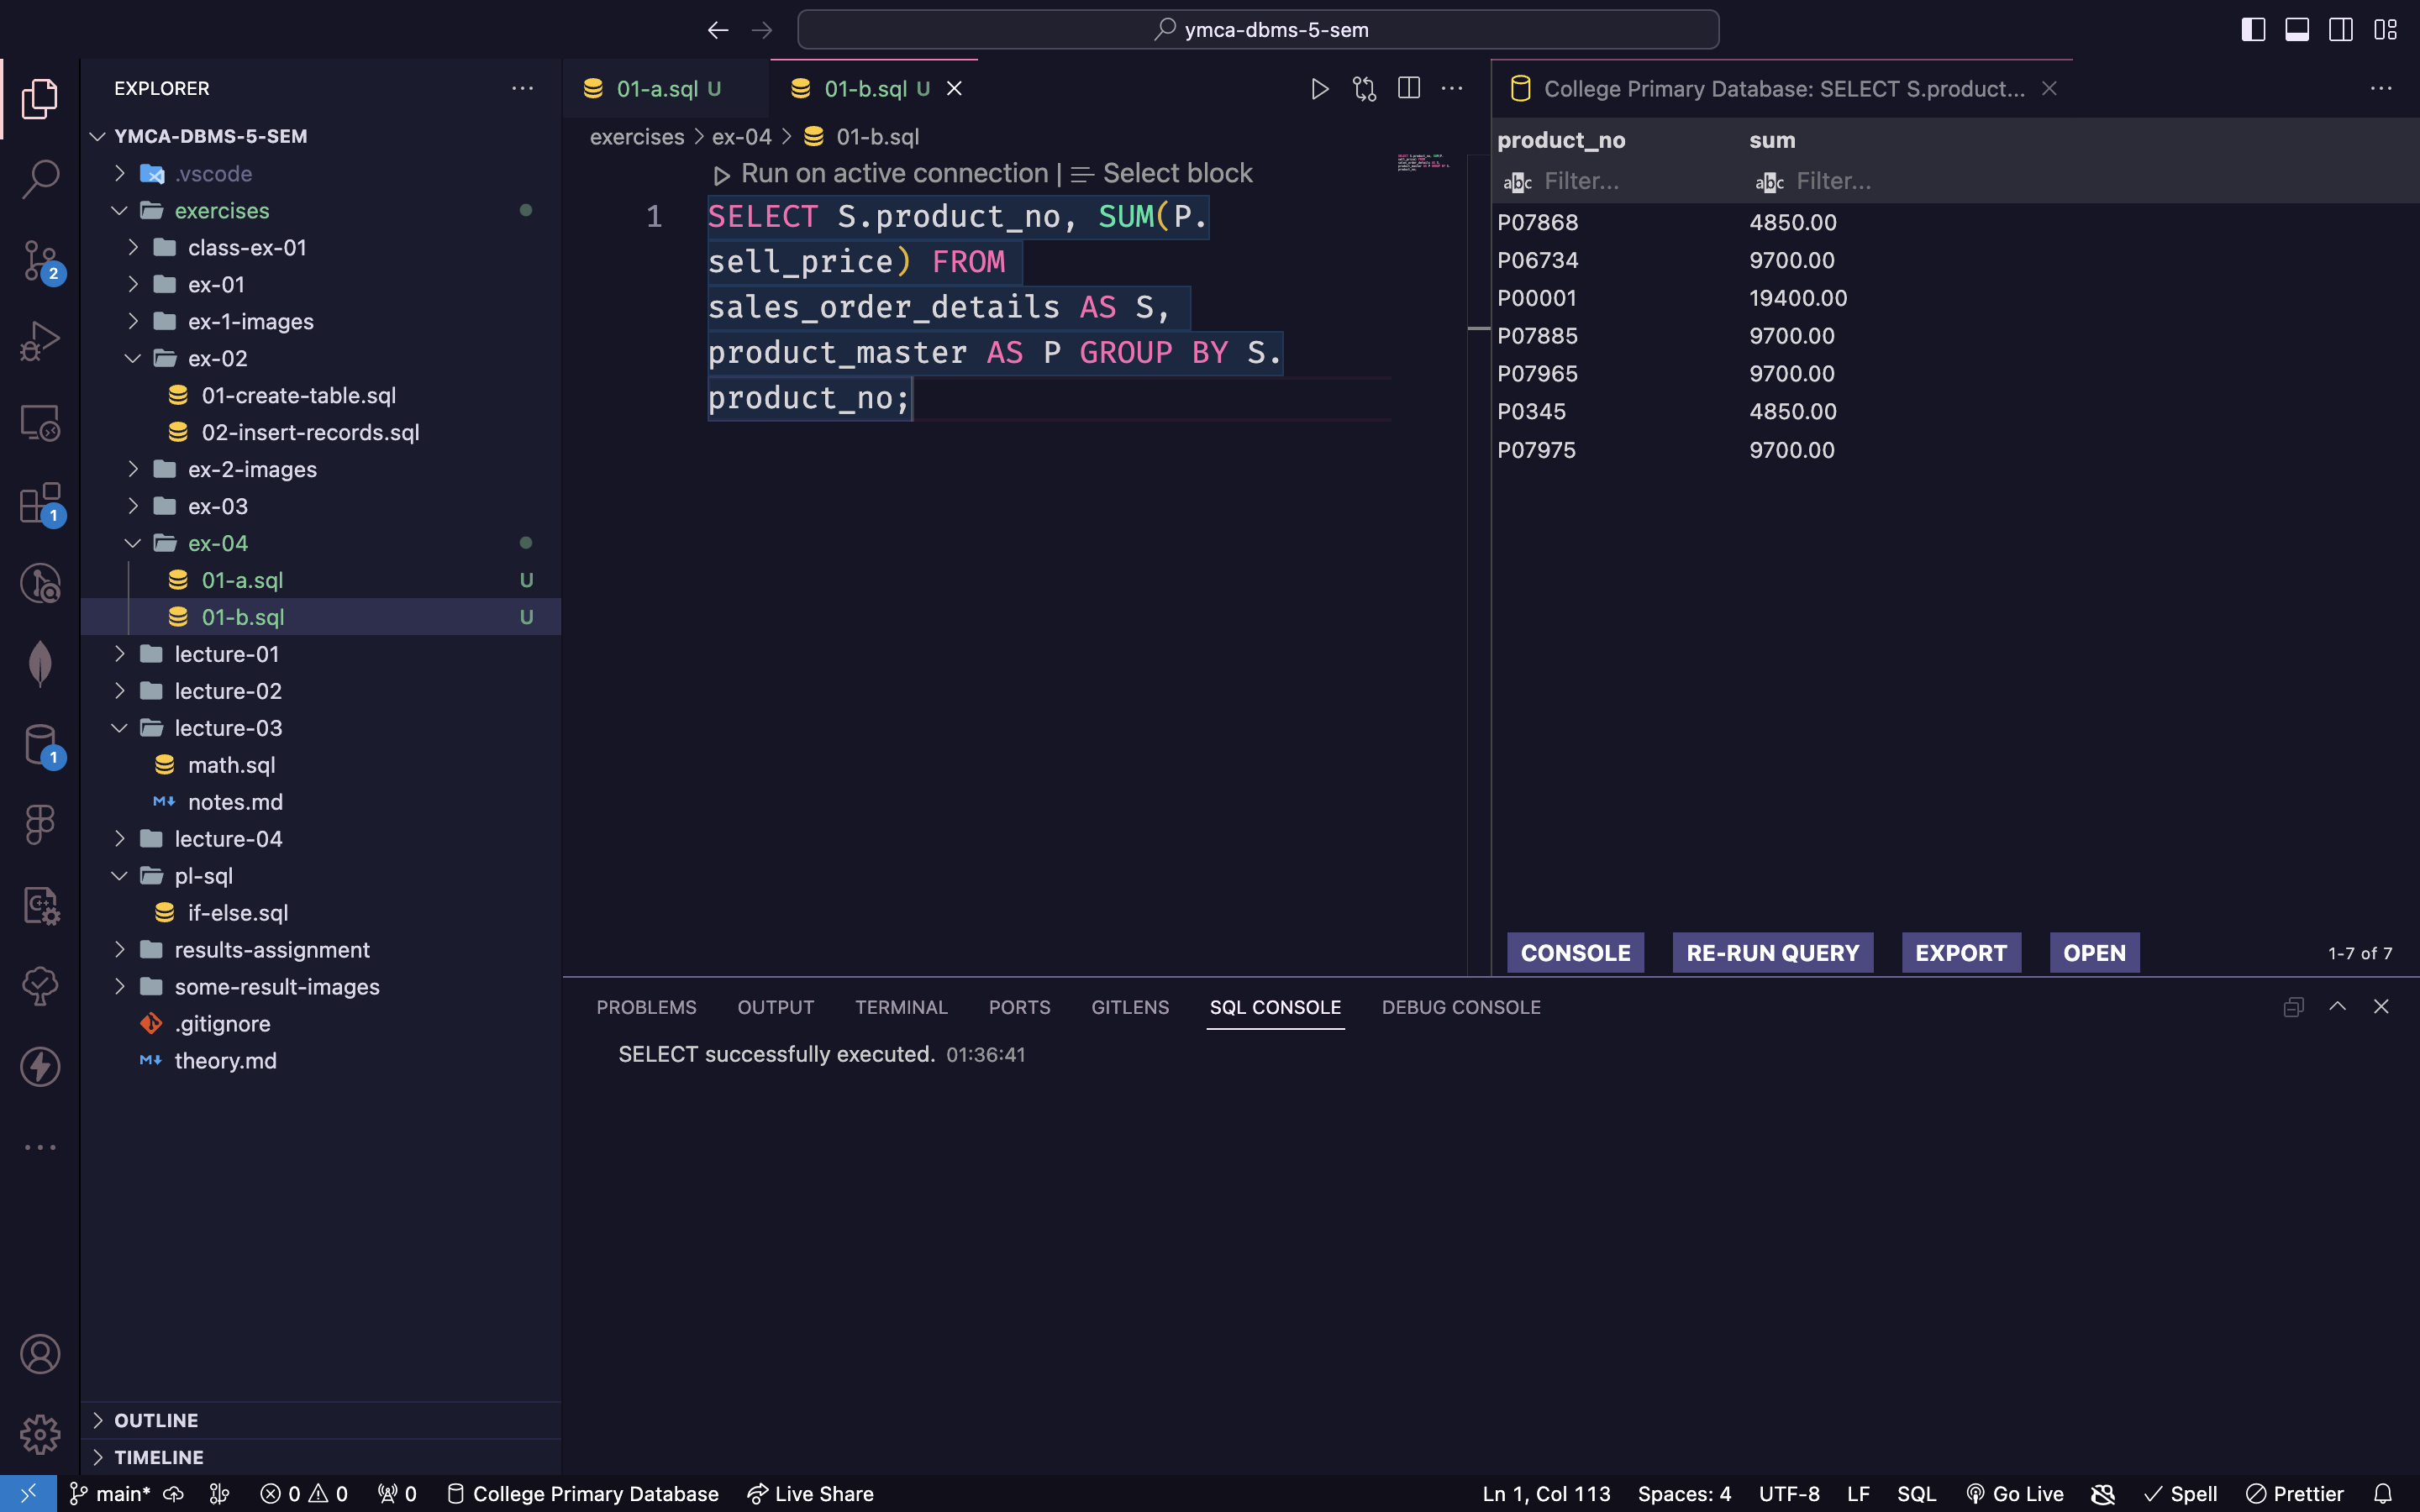 ymca-dbms-5-sem
EXPLORER
YMCA-DBMS-5-SEM
.vscode
exercises
class-ex-01
ex-01
ex-1-images
ex-02
01-create-table.sql
02-insert-records.sql
ex-2-images
ex-03
ex-04
01-a.sql U
01-b.sql U
lecture-01
lecture-02
lecture-03
math.sql
notes.md
lecture-04
pl-sql
if-else.sql
results-assignment
some-result-images
.gitignore
theory.md
OUTLINE
TIMELINE
2
1
1
01-a.sql U
01-b.sql U
exercises > ex-04 > 01-b.sql
Run on active connection | Select block
1 SELECT S.product_no, SUM(P.
sell_price) FROM
sales_order_details AS S,
product_master AS P GROUP BY S.
product_no;
College Primary Database: SELECT S.product...
product_no sum
abc Filter... abc Filter...
P07868 4850.00
P06734 9700.00
P00001 19400.00
P07885 9700.00
P07965 9700.00
P0345 4850.00
P07975 9700.00
CONSOLE RE-RUN QUERY EXPORT OPEN 1-7 of 7
PROBLEMS OUTPUT TERMINAL PORTS GITLENS SQL CONSOLE DEBUG CONSOLE
SELECT successfully executed. 01:36:41
main* 0 0 0 College Primary Database Live Share Ln 1, Col 113 Spaces: 4 UTF-8 LF SQL Go Live Spell Prettier